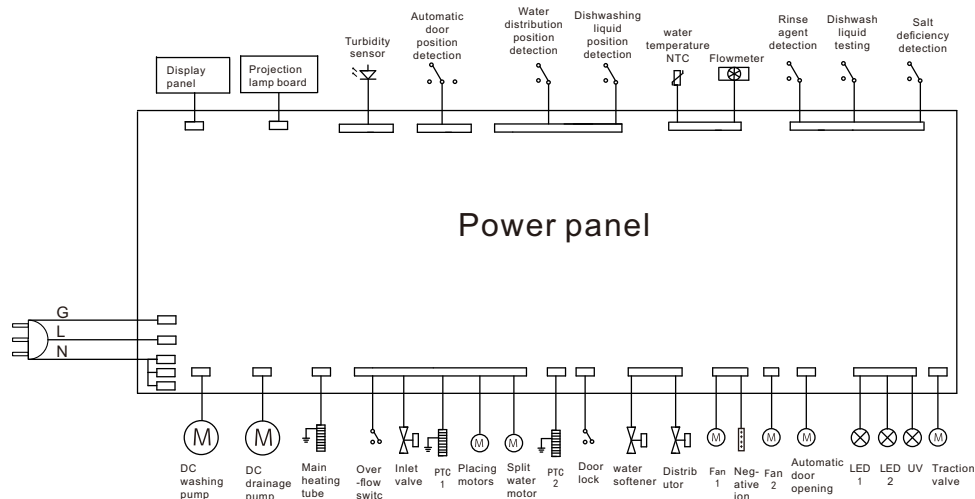 Display
panel
Projection
lamp board
Turbidity
sensor
Automatic
door
position
detection
Water
distribution
position
detection
Dishwashing
liquid
position
detection
water
temperature
NTC
Flowmeter
Rinse
agent
detection
Dishwash
liquid
testing
Salt
deficiency
detection
Power panel
G
L
N
M
M
M
M
M
M
M
M
DC
washing
pump
DC
drainage
pump
Main
heating
tube
Over
-flow
switc
Inlet
valve
PTC
1
Placing
motors
Split
water
motor
PTC
2
Door
lock
water
softener
Distrib
utor
Fan
1
Neg-
ative
ion
Fan
2
Automatic
door
opening
LED
1
LED
2
UV
Traction
valve